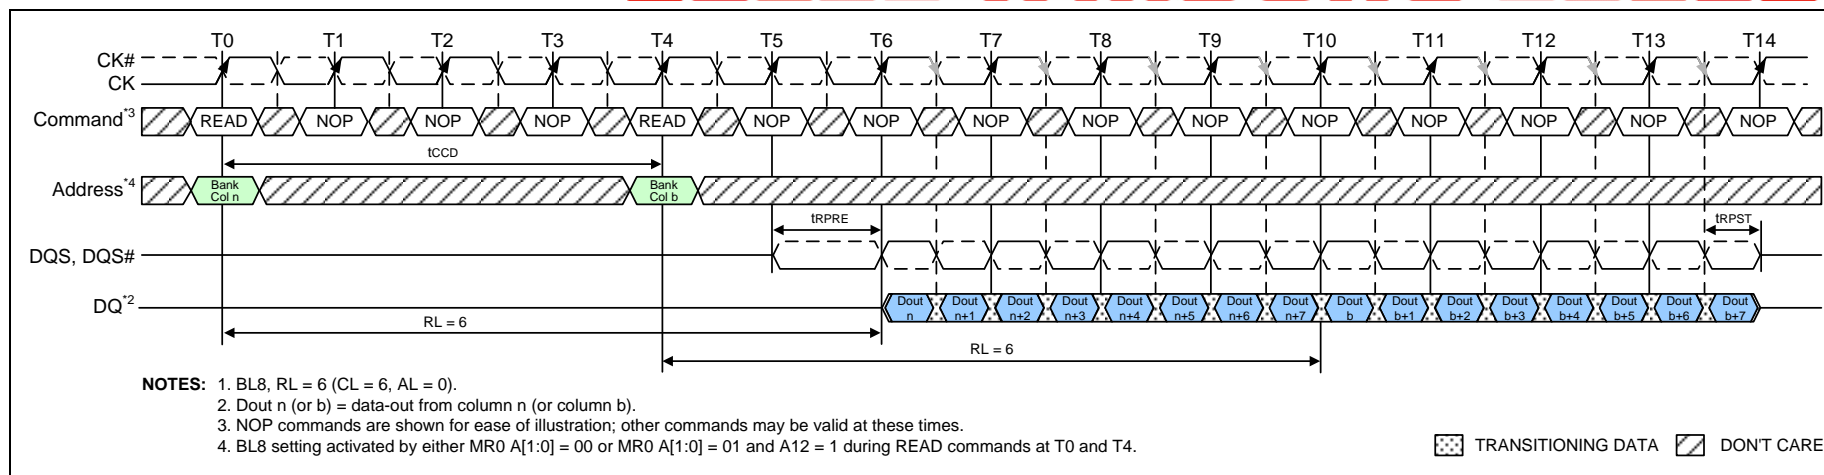 T0 T1 T2 T3 T4 T5 T6 T7 T8 T9 T10 T11 T12 T13 T14
CK#
CK
Command*3 READ NOP NOP NOP READ NOP NOP NOP NOP NOP NOP NOP NOP NOP NOP
tCCD
Address*4 Bank Col n Bank Col b
tRPRE tRPST
DQS, DQS#
DQ*2 Dout n Dout n+1 Dout n+2 Dout n+3 Dout n+4 Dout n+5 Dout n+6 Dout n+7 Dout b Dout b+1 Dout b+2 Dout b+3 Dout b+4 Dout b+5 Dout b+6 Dout b+7
RL = 6
RL = 6
NOTES: 1. BL8, RL = 6 (CL = 6, AL = 0).
2. Dout n (or b) = data-out from column n (or column b).
3. NOP commands are shown for ease of illustration; other commands may be valid at these times.
4. BL8 setting activated by either MR0 A[1:0] = 00 or MR0 A[1:0] = 01 and A12 = 1 during READ commands at T0 and T4.
TRANSITIONING DATA DON'T CARE